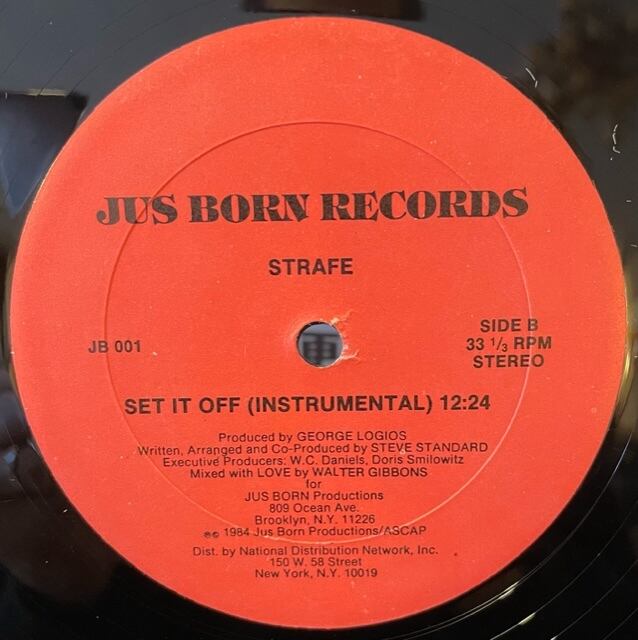 JUS BORN RECORDS
STRAFE
JB 001
SIDE B
33 1/3 RPM
STEREO
SET IT OFF (INSTRUMENTAL) 12:24
Produced by GEORGE LOGIOS
Written, Arranged and Co-Produced by STEVE STANDARD
Executive Producers: W.C. Daniels, Doris Smilowitz
Mixed with LOVE by WALTER GIBBONS
for
JUS BORN Productions
809 Ocean Ave.
Brooklyn, N.Y. 11226
℗© 1984 Jus Born Productions/ASCAP
Dist. by National Distribution Network, Inc.
150 W. 58 Street
New York, N.Y. 10019